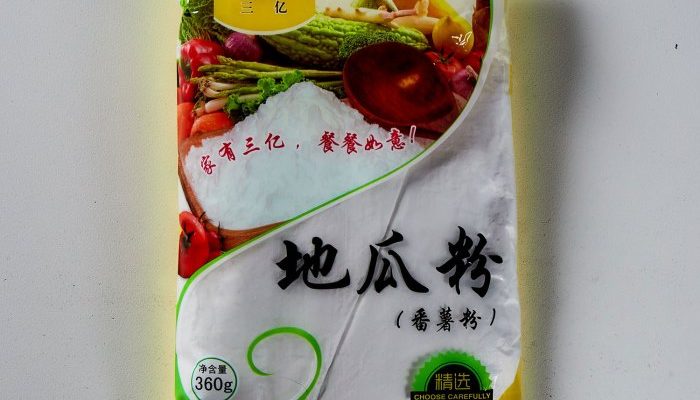 三亿
家有三亿，餐餐如意！
地瓜粉
（番薯粉）
净含量
360g
精选
CHOOSE CAREFULLY